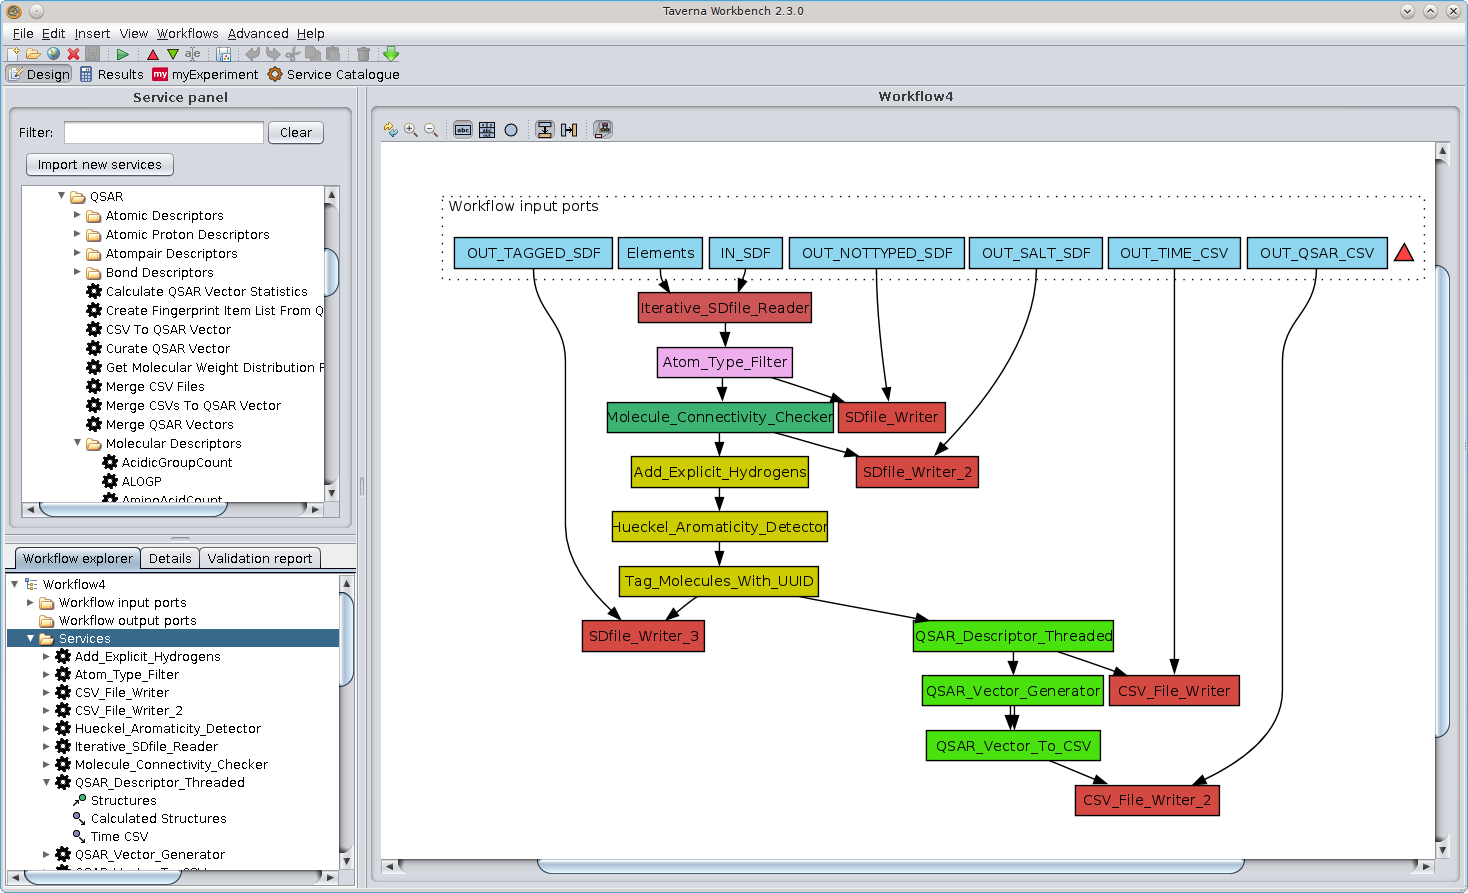 Taverna Workbench 2.3.0
File Edit Insert View Workflows Advanced Help
Design Results my myExperiment Service Catalogue
Service panel
Filter: Clear
Import new services
QSAR
Atomic Descriptors
Atomic Proton Descriptors
Atompair Descriptors
Bond Descriptors
Calculate QSAR Vector Statistics
Create Fingerprint Item List From Q
CSV To QSAR Vector
Curate QSAR Vector
Get Molecular Weight Distribution F
Merge CSV Files
Merge CSVs To QSAR Vector
Merge QSAR Vectors
Molecular Descriptors
AcidicGroupCount
ALOGP
AminoAcidCount
Workflow explorer Details Validation report
Workflow4
Workflow input ports
Workflow output ports
Services
Add_Explicit_Hydrogens
Atom_Type_Filter
CSV_File_Writer
CSV_File_Writer_2
Hueckel_Aromaticity_Detector
Iterative_SDfile_Reader
Molecule_Connectivity_Checker
QSAR_Descriptor_Threaded
Structures
Calculated Structures
Time CSV
QSAR_Vector_Generator
Workflow4
Workflow input ports
OUT_TAGGED_SDF Elements IN_SDF OUT_NOTTYPED_SDF OUT_SALT_SDF OUT_TIME_CSV OUT_QSAR_CSV
Iterative_SDfile_Reader
Atom_Type_Filter
Molecule_Connectivity_Checker SDfile_Writer
Add_Explicit_Hydrogens SDfile_Writer_2
Hueckel_Aromaticity_Detector
Tag_Molecules_With_UUID
SDfile_Writer_3 QSAR_Descriptor_Threaded
QSAR_Vector_Generator CSV_File_Writer
QSAR_Vector_To_CSV
CSV_File_Writer_2